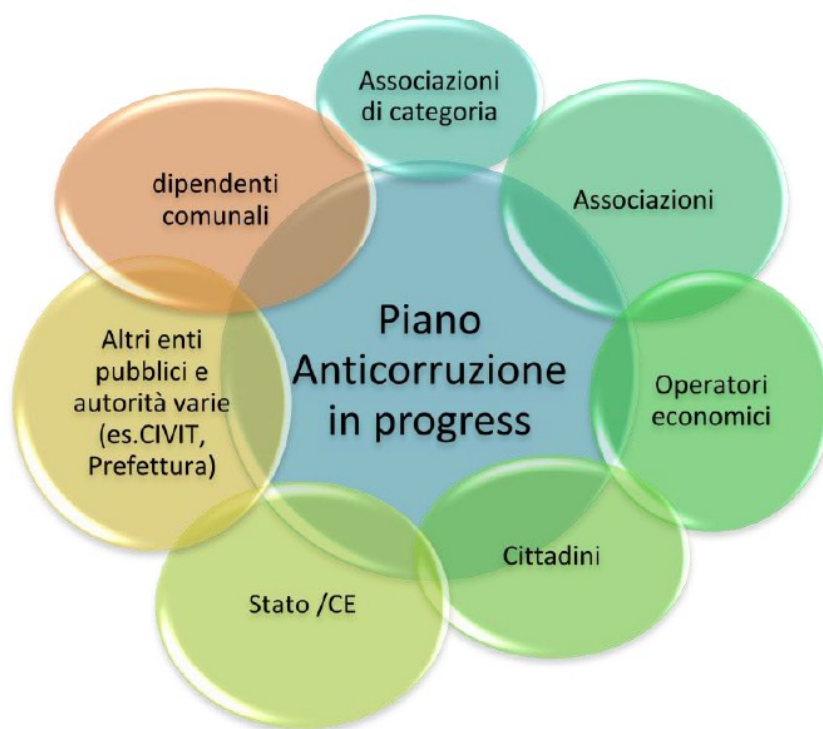 Associazioni
di categoria
Associazioni
Operatori
economici
Cittadini
Stato /CE
Altri enti
pubblici e
autorità varie
(es.CIVIT,
Prefettura)
dipendenti
comunali
Piano
Anticorruzione
in progress